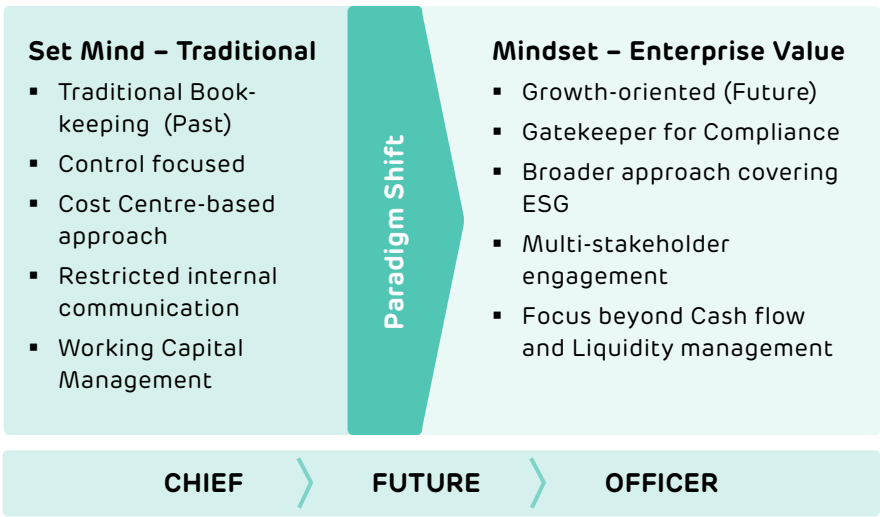 Set Mind – Traditional
▪ Traditional Book-
keeping (Past)
▪ Control focused
▪ Cost Centre-based
approach
▪ Restricted internal
communication
▪ Working Capital
Management
Paradigm Shift
Mindset – Enterprise Value
▪ Growth-oriented (Future)
▪ Gatekeeper for Compliance
▪ Broader approach covering
ESG
▪ Multi-stakeholder
engagement
▪ Focus beyond Cash flow
and Liquidity management
CHIEF FUTURE OFFICER